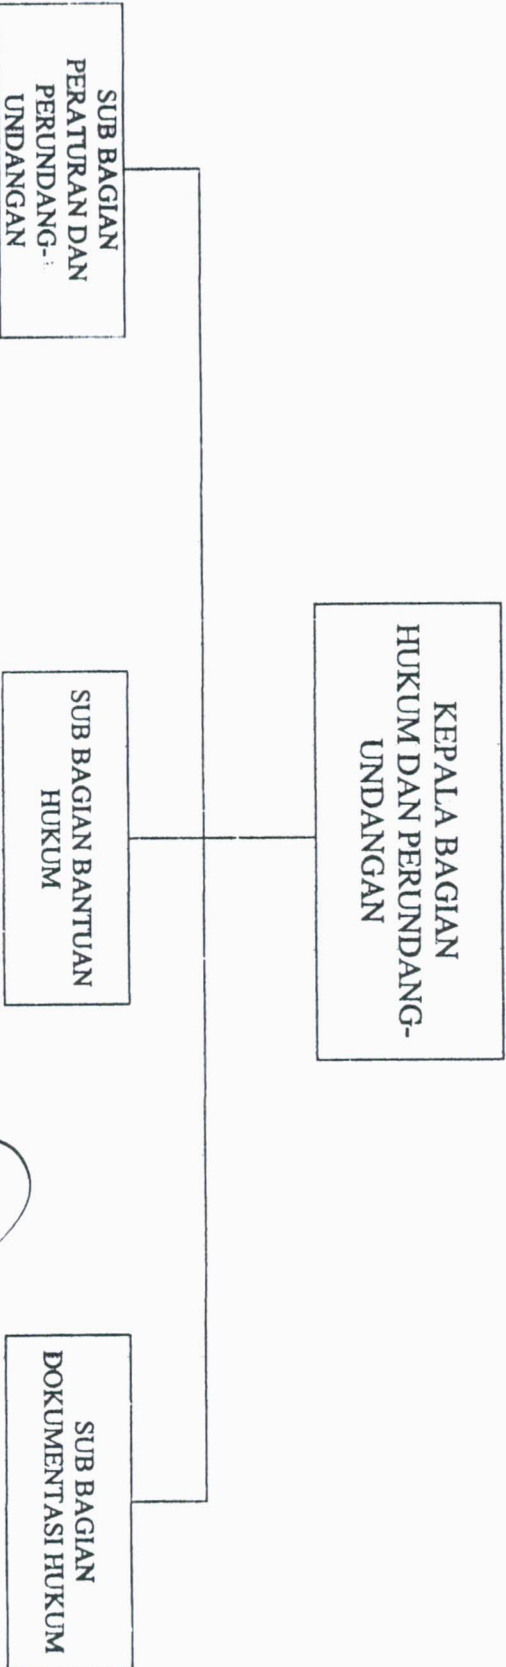 KEPALA BAGIAN
HUKUM DAN PERUNDANG-
UNDANGAN
SUB BAGIAN
PERATURAN DAN
PERUNDANG-
UNDANGAN
SUB BAGIAN BANTUAN
HUKUM
SUB BAGIAN
DOKUMENTASI HUKUM